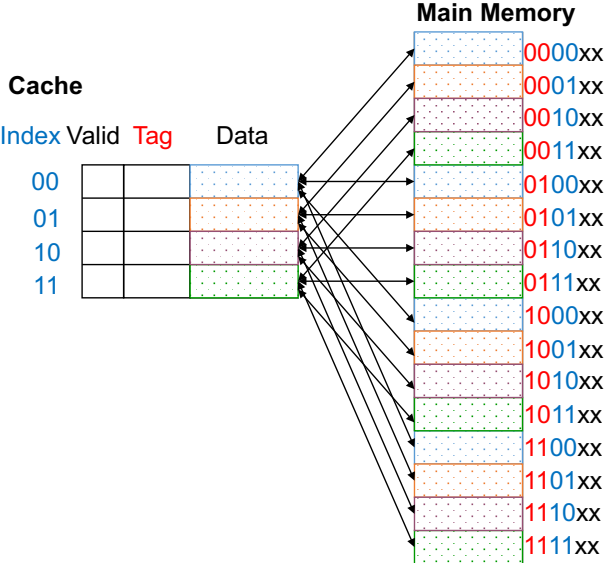 Main Memory
Cache
Index Valid Tag Data
00
01
10
11
0000xx
0001xx
0010xx
0011xx
0100xx
0101xx
0110xx
0111xx
1000xx
1001xx
1010xx
1011xx
1100xx
1101xx
1110xx
1111xx